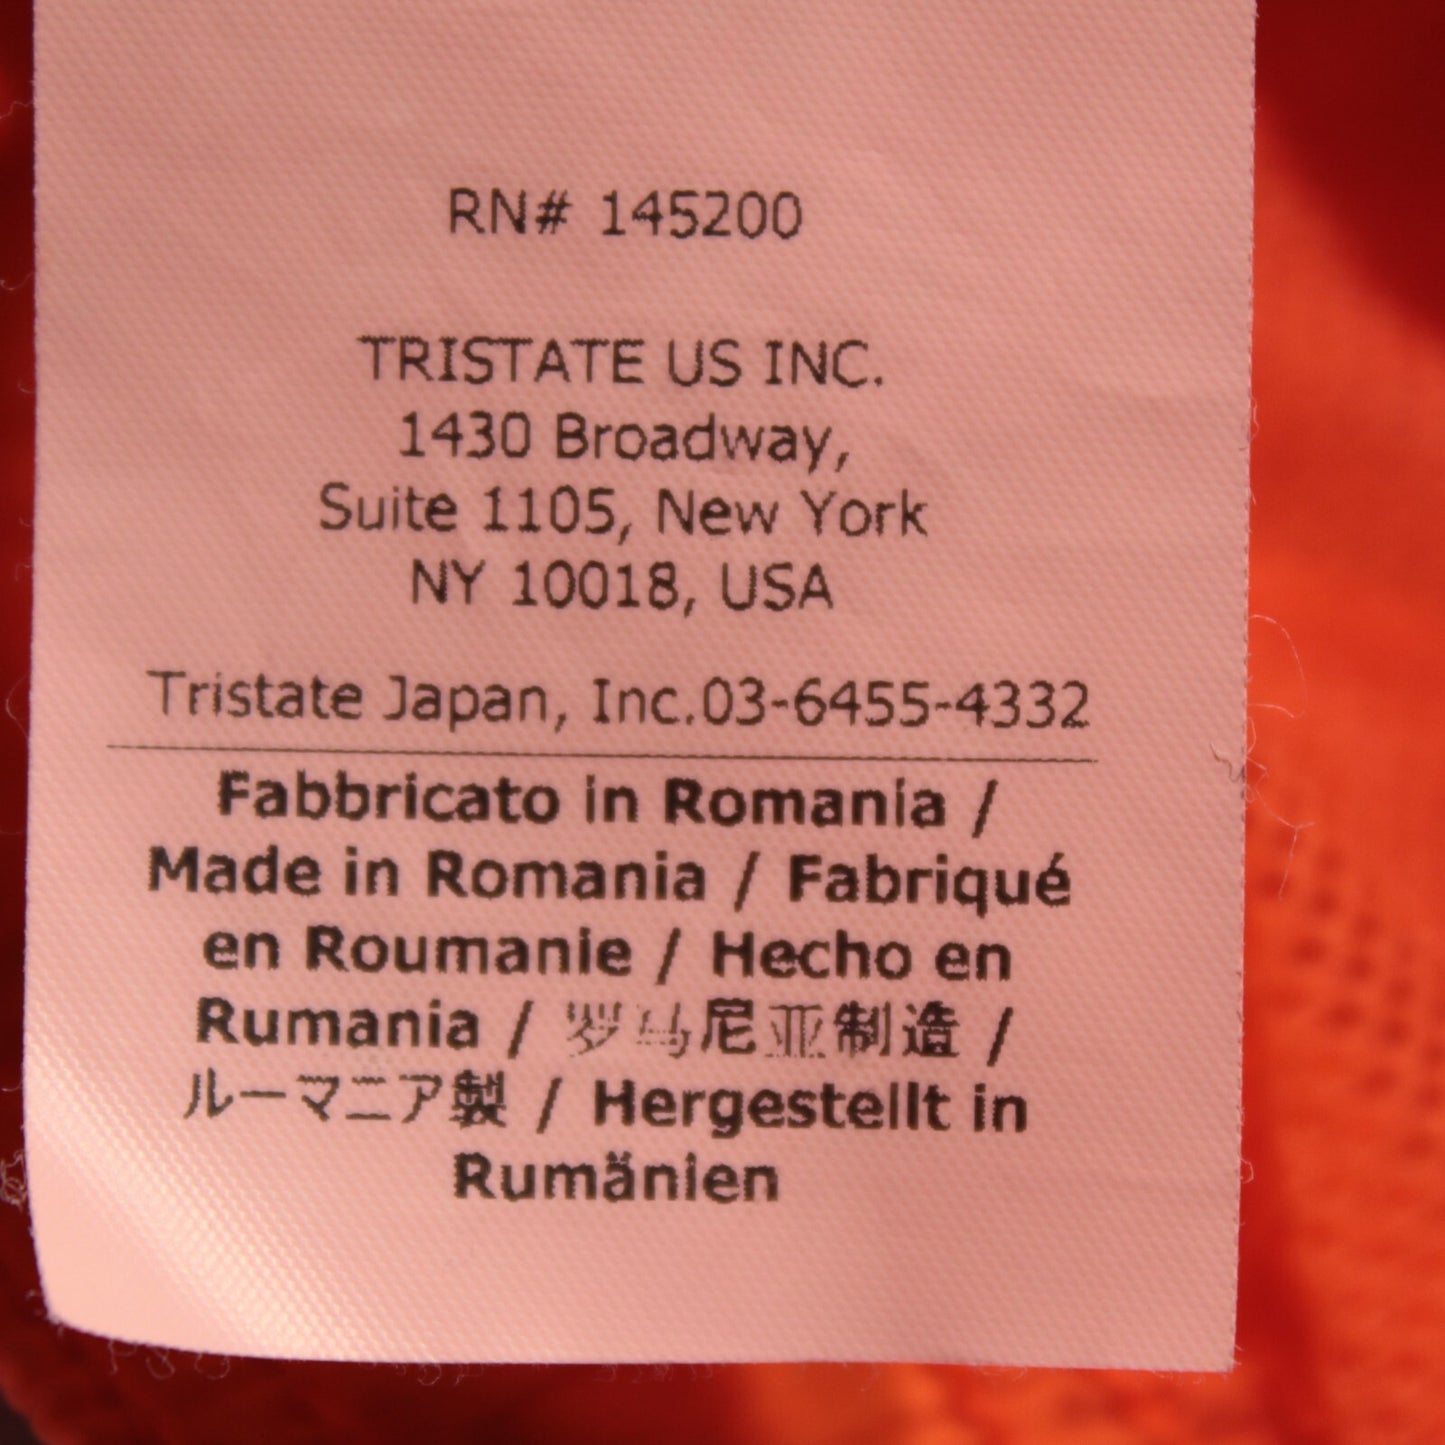 RN# 145200
TRISTATE US INC.
1430 Broadway,
Suite 1105, New York
NY 10018, USA
Tristate Japan, Inc.03-6455-4332
Fabbricato in Romania /
Made in Romania / Fabriqué
en Roumanie / Hecho en
Rumania / 罗马尼亚制造 /
ルーマニア製 / Hergestellt in
Rumänien